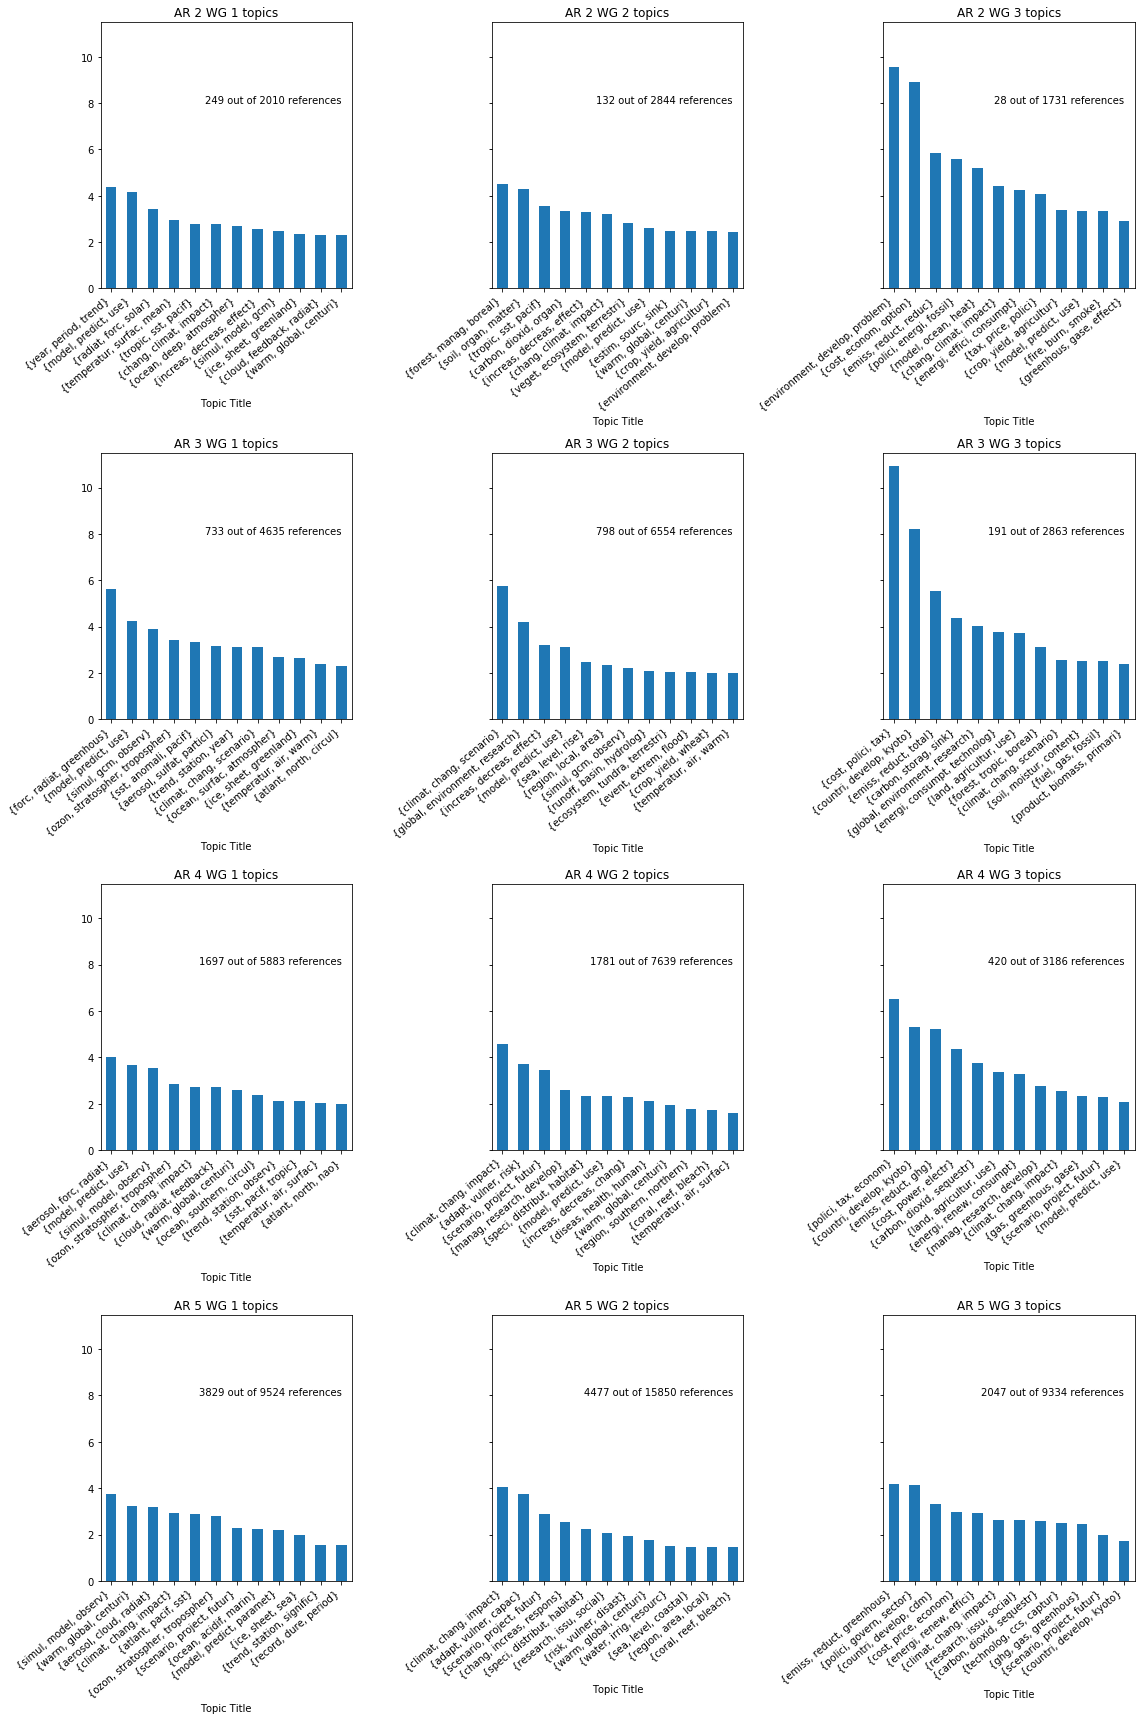 AR 2 WG 1 topics
10
8
6
4
2
0
249 out of 2010 references
{year, period, trend}
{model, predict, use}
{radiat, forc, solar}
{temperatur, surfac, mean}
{tropic, sst, pacif}
{chang, climat, impact}
{ocean, deep, atmospher}
{increas, decreas, effect}
{simul, model, gcm}
{ice, sheet, greenland}
{cloud, feedback, radiat}
{warm, global, centuri}
Topic Title
AR 2 WG 2 topics
132 out of 2844 references
{forest, manag, boreal}
{soil, organ, matter}
{tropic, sst, pacif}
{carbon, dioxid, organ}
{increas, decreas, effect}
{chang, climat, impact}
{veget, ecosystem, terrestri}
{model, predict, use}
{estim, sourc, sink}
{warm, global, centuri}
{crop, yield, agricultur}
{environment, develop, problem}
Topic Title
AR 2 WG 3 topics
28 out of 1731 references
{environment, develop, problem}
{cost, econom, option}
{emiss, reduct, reduc}
{polici, energi, fossil}
{model, ocean, heat}
{chang, climat, impact}
{energi, effici, consumpt}
{tax, price, polici}
{crop, yield, agricultur}
{model, predict, use}
{fire, burn, smoke}
{greenhous, gase, effect}
Topic Title
AR 3 WG 1 topics
10
8
6
4
2
0
733 out of 4635 references
{forc, radiat, greenhous}
{model, predict, use}
{simul, gcm, observ}
{ozon, stratospher, tropospher}
{sst, anomali, pacif}
{aerosol, sulfat, particl}
{trend, station, year}
{climat, chang, scenario}
{ocean, surfac, atmospher}
{ice, sheet, greenland}
{temperatur, air, warm}
{atlant, north, circul}
Topic Title
AR 3 WG 2 topics
798 out of 6554 references
{climat, chang, scenario}
{global, environment, research}
{increas, decreas, effect}
{model, predict, use}
{sea, level, rise}
{region, local, area}
{simul, gcm, observ}
{runoff, basin, hydrolog}
{ecosystem, tundra, terrestri}
{event, extrem, flood}
{crop, yield, wheat}
{temperatur, air, warm}
Topic Title
AR 3 WG 3 topics
191 out of 2863 references
{cost, polici, tax}
{countri, develop, kyoto}
{emiss, reduct, total}
{carbon, storag, sink}
{global, environment, research}
{energi, consumpt, technolog}
{land, agricultur, use}
{forest, tropic, boreal}
{climat, chang, scenario}
{soil, moistur, content}
{fuel, gas, fossil}
{product, biomass, primari}
Topic Title
AR 4 WG 1 topics
10
8
6
4
2
0
1697 out of 5883 references
{aerosol, forc, radiat}
{model, predict, use}
{simul, model, observ}
{ozon, stratospher, tropospher}
{climat, chang, impact}
{cloud, radiat, feedback}
{warm, global, centuri}
{ocean, southern, circul}
{trend, station, observ}
{sst, pacif, tropic}
{temperatur, air, surfac}
{atlant, north, nao}
Topic Title
AR 4 WG 2 topics
1781 out of 7639 references
{climat, chang, impact}
{adapt, vulner, risk}
{scenario, project, futur}
{manag, research, develop}
{speci, distribut, habitat}
{model, predict, use}
{increas, decreas, chang}
{diseas, health, human}
{warm, global, centuri}
{region, southern, northern}
{coral, reef, bleach}
{temperatur, air, surfac}
Topic Title
AR 4 WG 3 topics
420 out of 3186 references
{polici, tax, econom}
{countri, develop, kyoto}
{emiss, reduct, ghg}
{cost, power, electr}
{carbon, dioxid, sequestr}
{land, agricultur, use}
{energi, renew, consumpt}
{manag, research, develop}
{climat, chang, impact}
{gas, greenhous, gase}
{scenario, project, futur}
{model, predict, use}
Topic Title
AR 5 WG 1 topics
10
8
6
4
2
0
3829 out of 9524 references
{simul, model, observ}
{warm, global, centuri}
{aerosol, cloud, radiat}
{climat, chang, impact}
{atlant, pacif, sst}
{ozon, stratospher, tropospher}
{scenario, project, futur}
{ocean, acidif, marin}
{model, predict, paramet}
{ice, sheet, sea}
{trend, station, signific}
{record, dure, period}
Topic Title
AR 5 WG 2 topics
4477 out of 15850 references
{climat, chang, impact}
{adapt, vulner, capac}
{scenario, project, futur}
{chang, increas, respons}
{speci, distribut, habitat}
{research, issu, social}
{risk, vulner, disast}
{warm, global, centuri}
{water, irrig, resourc}
{sea, level, coastal}
{region, area, local}
{coral, reef, bleach}
Topic Title
AR 5 WG 3 topics
2047 out of 9334 references
{emiss, reduct, greenhous}
{polici, govern, sector}
{countri, develop, cdm}
{cost, price, econom}
{energi, renew, effici}
{climat, chang, impact}
{research, issu, social}
{carbon, dioxid, sequestr}
{technolog, ccs, captur}
{ghg, gas, greenhous}
{scenario, project, futur}
{countri, develop, kyoto}
Topic Title